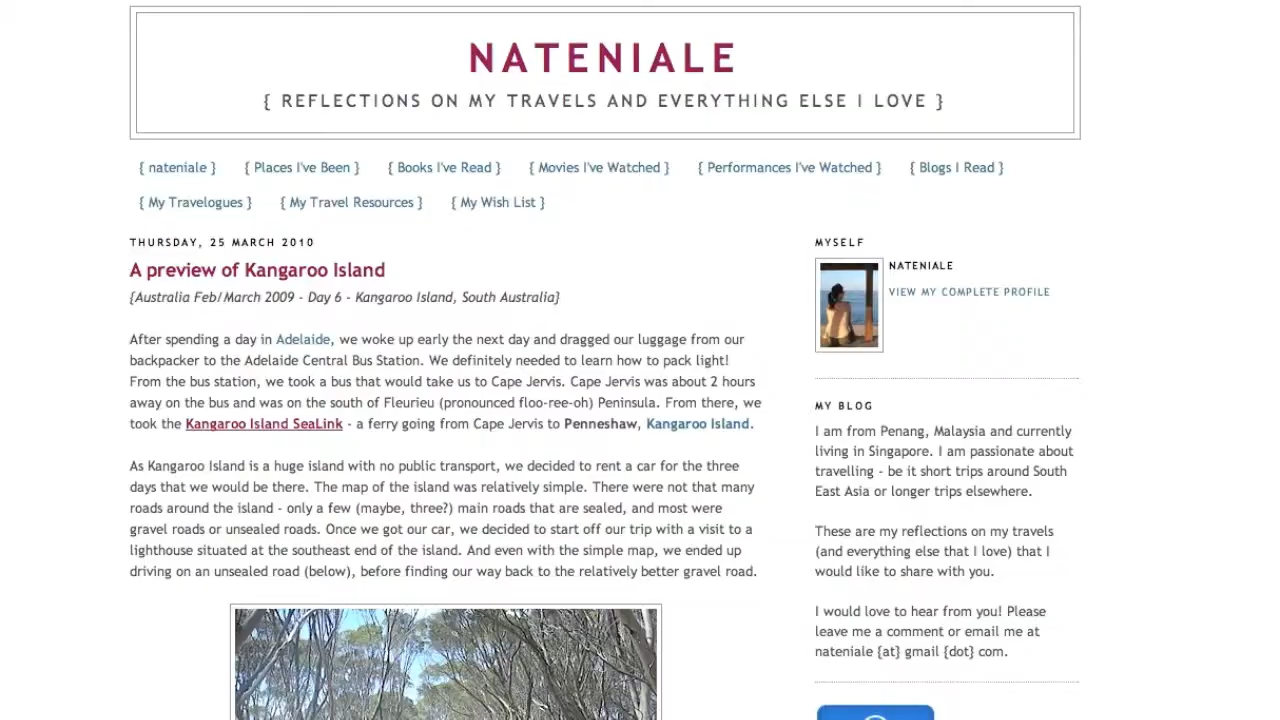 NATENIALE
{ REFLECTIONS ON MY TRAVELS AND EVERYTHING ELSE I LOVE }
{ nateniale } { Places I've Been } { Books I've Read } { Movies I've Watched } { Performances I've Watched } { Blogs I Read }
{ My Travelogues } { My Travel Resources } { My Wish List }
THURSDAY, 25 MARCH 2010
A preview of Kangaroo Island
{Australia Feb/March 2009 - Day 6 - Kangaroo Island, South Australia}
After spending a day in Adelaide, we woke up early the next day and dragged our luggage from our
backpacker to the Adelaide Central Bus Station. We definitely needed to learn how to pack light!
From the bus station, we took a bus that would take us to Cape Jervis. Cape Jervis was about 2 hours
away on the bus and was on the south of Fleurieu (pronounced floo-ree-oh) Peninsula. From there, we
took the Kangaroo Island SeaLink - a ferry going from Cape Jervis to Penneshaw, Kangaroo Island.
As Kangaroo Island is a huge island with no public transport, we decided to rent a car for the three
days that we would be there. The map of the island was relatively simple. There were not that many
roads around the island - only a few (maybe, three?) main roads that are sealed, and most were
gravel roads or unsealed roads. Once we got our car, we decided to start off our trip with a visit to a
lighthouse situated at the southeast end of the island. And even with the simple map, we ended up
driving on an unsealed road (below), before finding our way back to the relatively better gravel road.
MYSELF
NATENIALE
VIEW MY COMPLETE PROFILE
MY BLOG
I am from Penang, Malaysia and currently
living in Singapore. I am passionate about
travelling - be it short trips around South
East Asia or longer trips elsewhere.
These are my reflections on my travels
(and everything else that I love) that I
would like to share with you.
I would love to hear from you! Please
leave me a comment or email me at
nateniale {at} gmail {dot} com.